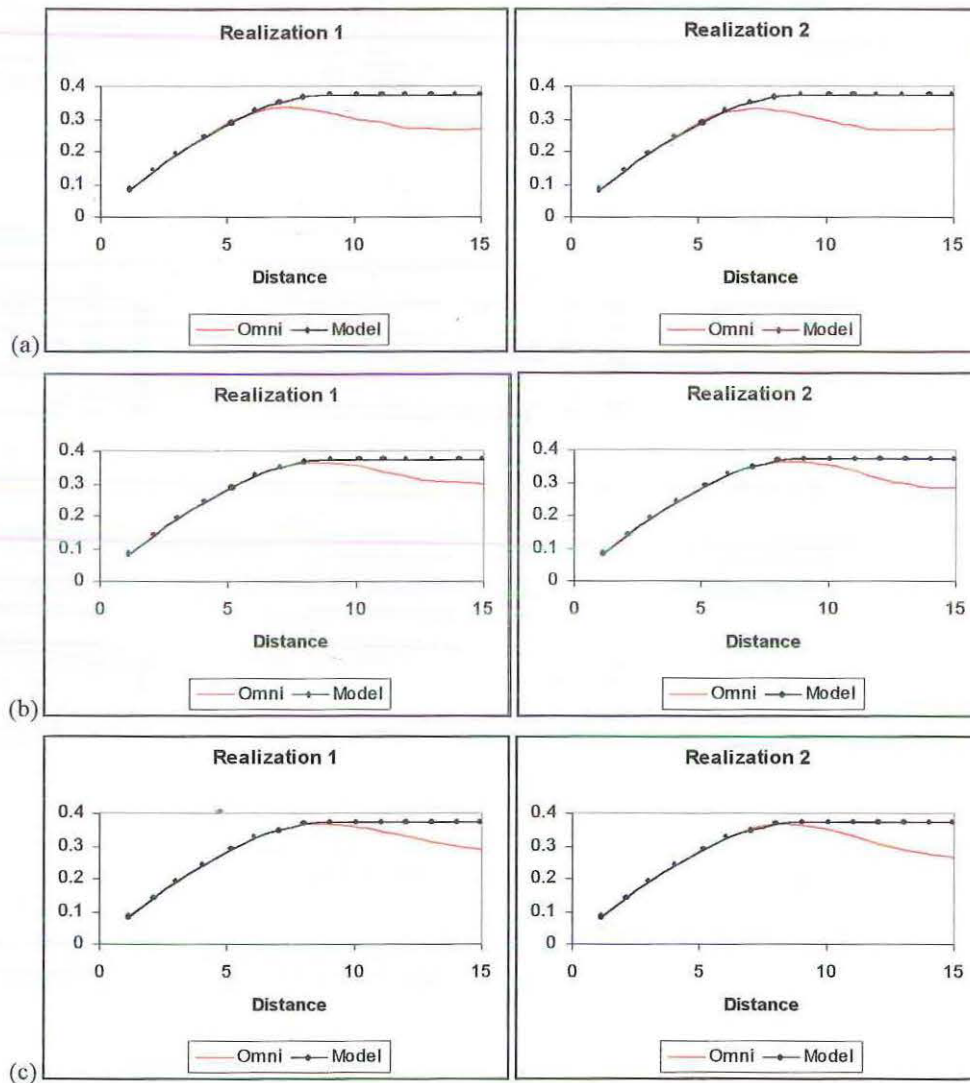 Realization 1
0.4
0.3
0.2
0.1
0
0 5 10 15
Distance
Omni Model
Realization 2
0.4
0.3
0.2
0.1
0
0 5 10 15
Distance
Omni Model
(a)
Realization 1
0.4
0.3
0.2
0.1
0
0 5 10 15
Distance
Omni Model
Realization 2
0.4
0.3
0.2
0.1
0
0 5 10 15
Distance
Omni Model
(b)
Realization 1
0.4
0.3
0.2
0.1
0
0 5 10 15
Distance
Omni Model
Realization 2
0.4
0.3
0.2
0.1
0
0 5 10 15
Distance
Omni Model
(c)